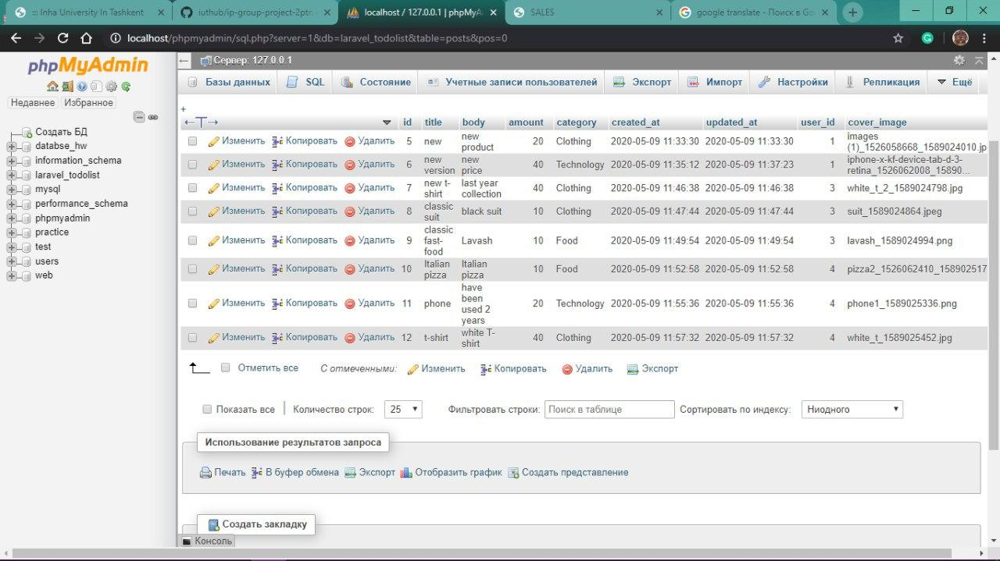 ::: Inha University In Tashkent
iuthub/ip-group-project-2ptn
localhost / 127.0.0.1 | phpMyA
SALES
google translate - Поиск в Go
localhost/phpmyadmin/sql.php?server=1&db=laravel_todolist&table=posts&pos=0
phpMyAdmin
Недавнее Избранное
Создать БД
databse_hw
information_schema
laravel_todolist
mysql
performance_schema
phpmyadmin
practice
test
users
web
Сервер: 127.0.0.1
Базы данных SQL Состояние Учетные записи пользователей Экспорт Импорт Настройки Репликация Ещё
+
id title body amount category created_at updated_at user_id cover_image
Изменить Копировать Удалить 5 new new product 20 Clothing 2020-05-09 11:33:30 2020-05-09 11:33:30 1 images (1)_1526058668_1589024010.jp
Изменить Копировать Удалить 6 new version new price 40 Technology 2020-05-09 11:35:12 2020-05-09 11:37:23 1 iphone-x-kf-device-tab-d-3-retina_1526062008_15890...
Изменить Копировать Удалить 7 new t-shirt last year collection 40 Clothing 2020-05-09 11:46:38 2020-05-09 11:46:38 3 white_t_2_1589024798.jpg
Изменить Копировать Удалить 8 classic suit black suit 10 Clothing 2020-05-09 11:47:44 2020-05-09 11:47:44 3 suit_1589024864.jpeg
Изменить Копировать Удалить 9 classic fast-food Lavash 10 Food 2020-05-09 11:49:54 2020-05-09 11:49:54 3 lavash_1589024994.png
Изменить Копировать Удалить 10 Italian pizza Italian pizza 10 Food 2020-05-09 11:52:58 2020-05-09 11:52:58 4 pizza2_1526062410_158902517
Изменить Копировать Удалить 11 phone have been used 2 years 20 Technology 2020-05-09 11:55:36 2020-05-09 11:55:36 4 phone1_1589025336.png
Изменить Копировать Удалить 12 t-shirt white T-shirt 40 Clothing 2020-05-09 11:57:32 2020-05-09 11:57:32 4 white_t_1589025452.jpg
Отметить все С отмеченными: Изменить Копировать Удалить Экспорт
Показать все | Количество строк: 25 Фильтровать строки: Поиск в таблице Сортировать по индексу: Ниодного
Использование результатов запроса
Печать В буфер обмена Экспорт Отобразить график Создать представление
Создать закладку
Консоль